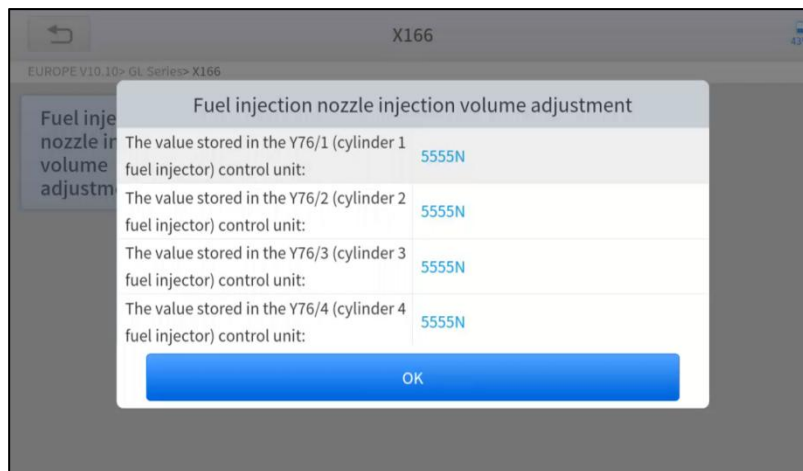 X166
43%
EUROPE V10.10> GL Series> X166
Fuel inje
nozzle in
volume
adjustm
Fuel injection nozzle injection volume adjustment
The value stored in the Y76/1 (cylinder 1
fuel injector) control unit:
5555N
The value stored in the Y76/2 (cylinder 2
fuel injector) control unit:
5555N
The value stored in the Y76/3 (cylinder 3
fuel injector) control unit:
5555N
The value stored in the Y76/4 (cylinder 4
fuel injector) control unit:
5555N
OK